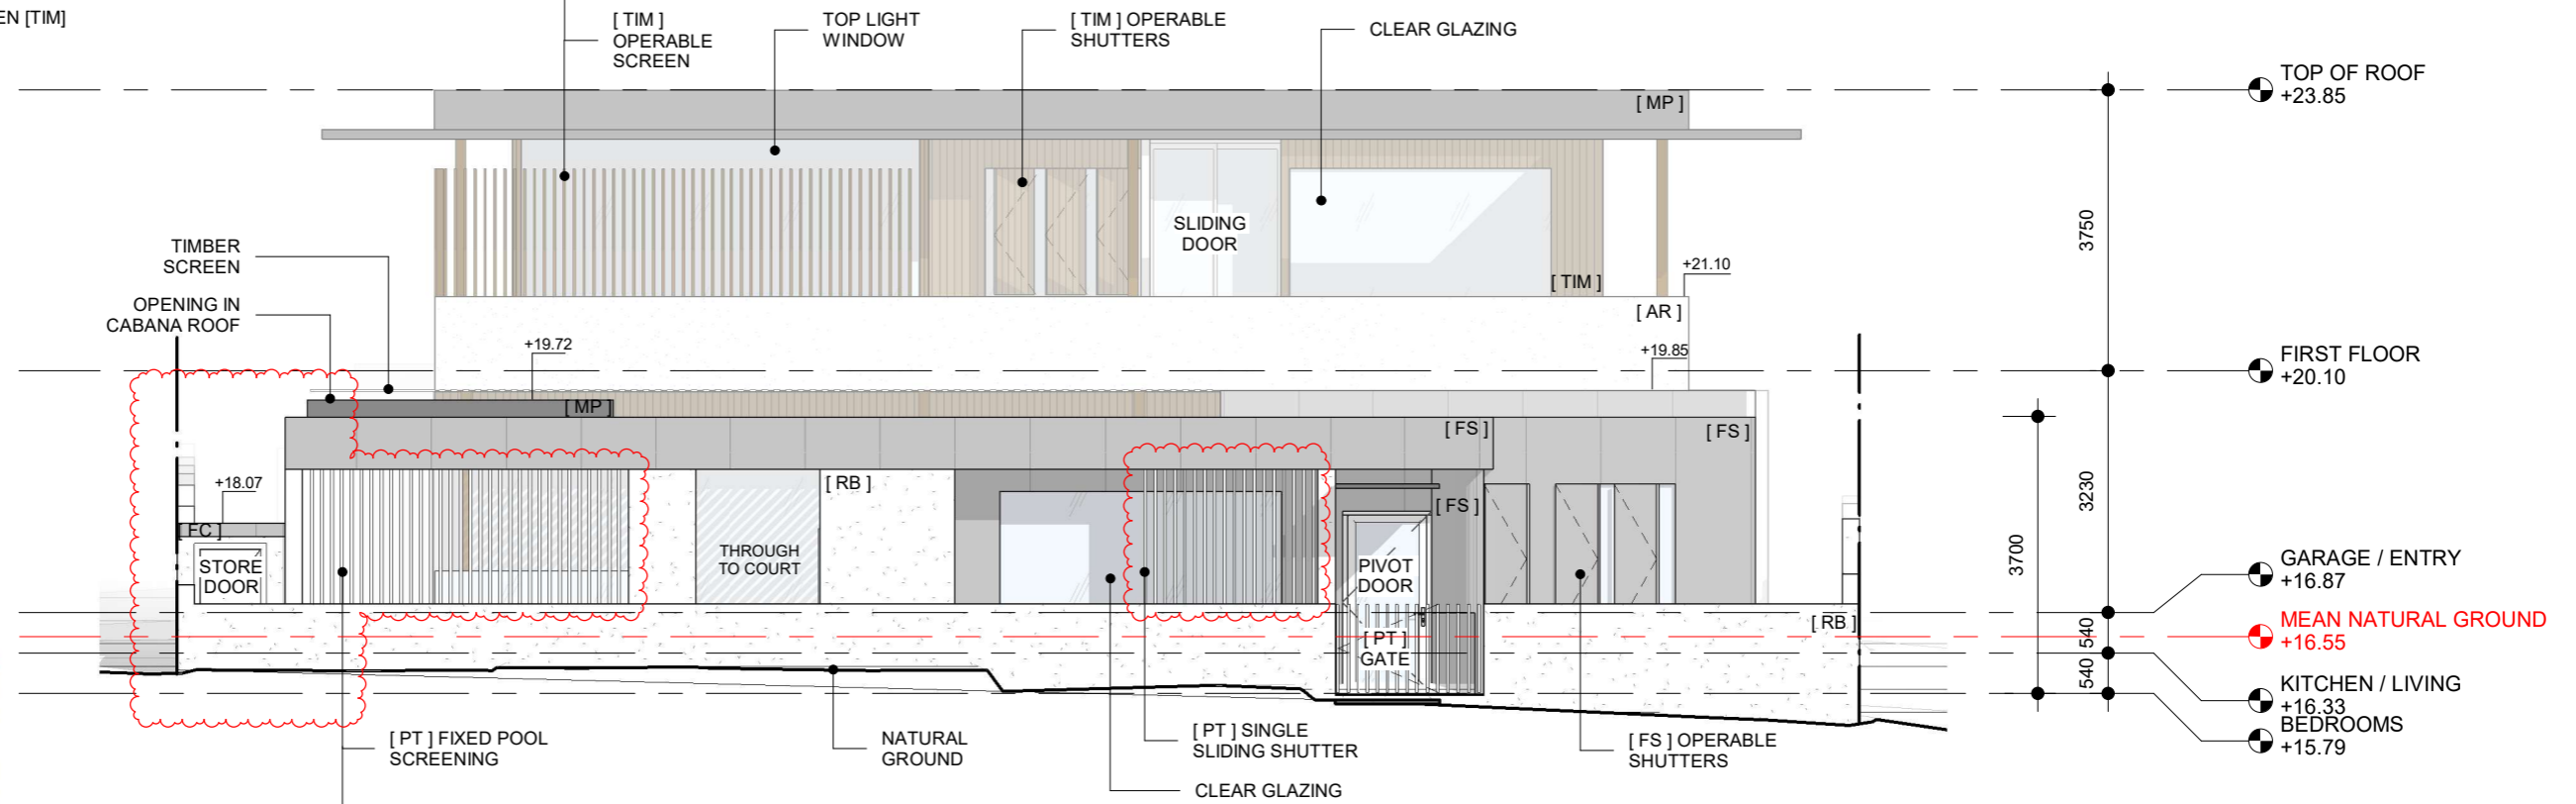 EN [TIM]
[ TIM ]
OPERABLE
SCREEN
TOP LIGHT
WINDOW
[ TIM ] OPERABLE
SHUTTERS
CLEAR GLAZING
TOP OF ROOF
+23.85
[ MP ]
TIMBER
SCREEN
SLIDING
DOOR
3750
+21.10
[ TIM ]
OPENING IN
CABANA ROOF
[ AR ]
+19.72
+19.85
FIRST FLOOR
+20.10
[ MP ]
[ FS ]
[ FS ]
+18.07
[ RB ]
3230
[ FS ]
[ FC ]
STORE
DOOR
THROUGH
TO COURT
PIVOT
DOOR
3700
GARAGE / ENTRY
+16.87
[ RB ]
540
MEAN NATURAL GROUND
+16.55
[ PT ]
GATE
540
KITCHEN / LIVING
+16.33
BEDROOMS
+15.79
[ PT ] FIXED POOL
SCREENING
NATURAL
GROUND
[ PT ] SINGLE
SLIDING SHUTTER
[ FS ] OPERABLE
SHUTTERS
CLEAR GLAZING